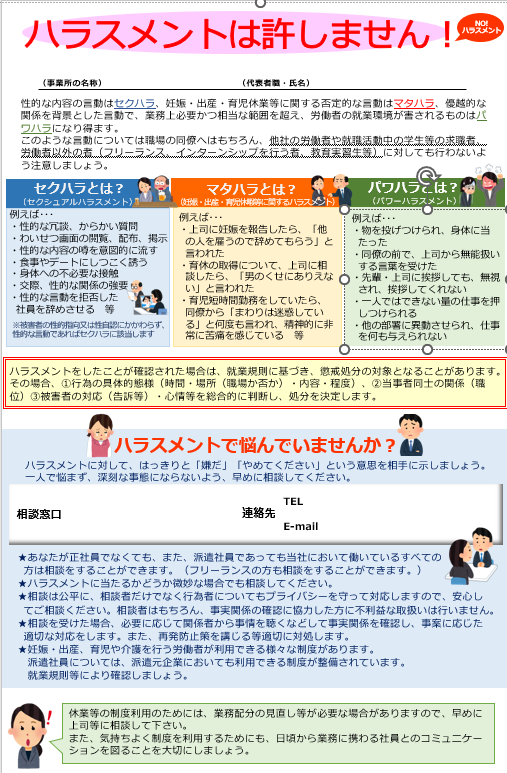 ハラスメントは許しません！
NO!
ハラスメント
（事業所の名称）　（代表者職・氏名）
性的な内容の言動はセクハラ、妊娠・出産・育児休業等に関する否定的な言動はマタハラ、優越的な
関係を背景とした言動で、業務上必要かつ相当な範囲を超え、労働者の就業環境が害されるものはパ
ワハラになり得ます。
このような言動については職場の同僚へはもちろん、他社の労働者や就職活動中の学生等の求職者、
労働者以外の者（フリーランス、インターンシップを行う者、教育実習生等）に対しても行わないよ
う注意しましょう。
セクハラとは？
（セクシュアルハラスメント）
例えば･･･
・性的な冗談、からかい質問
・わいせつ画面の閲覧、配布、掲示
・性的な内容の噂を意図的に流す
・食事やデートにしつこく誘う
・身体への不必要な接触
・交際、性的な関係の強要
・性的な言動を拒否した
社員を辞めさせる　等
※被害者の性的指向又は性自認にかかわらず、
性的な言動であればセクハラに該当します
マタハラとは？
（妊娠・出産・育児休業等に関するハラスメント）
例えば･･･
・上司に妊娠を報告したら、「他
の人を雇うので辞めてもらう」と
言われた
・育休の取得について、上司に相
談したら、「男のくせにありえな
い」と言われた
・育児短時間勤務をしていたら、
同僚から「まわりは迷惑してい
る」と何度も言われ、精神的に非
常に苦痛を感じている　等
パワハラとは？
（パワーハラスメント）
例えば･･･
・物を投げつけられ、身体に当
たった
・同僚の前で、上司から無能扱い
する言葉を受けた
・先輩・上司に挨拶しても、無視
され、挨拶してくれない
・一人ではできない量の仕事を押
しつけられる
・他の部署に異動させられ、仕事
を何も与えられない
ハラスメントをしたことが確認された場合は、就業規則に基づき、懲戒処分の対象となることがあります。
その場合、①行為の具体的態様（時間・場所（職場か否か）・内容・程度）、②当事者同士の関係（職
位）③被害者の対応（告訴等）・心情等を総合的に判断し、処分を決定します。
ハラスメントで悩んでいませんか？
ハラスメントに対して、はっきりと「嫌だ」「やめてください」という意思を相手に示しましょう。
一人で悩まず、深刻な事態にならないよう、早めに相談してください。
相談窓口
連絡先
TEL
E-mail
★あなたが正社員でなくても、また、派遣社員であっても当社において働いているすべての
方は相談をすることができます。（フリーランスの方も相談をすることができます。）
★ハラスメントに当たるかどうか微妙な場合でも相談してください。
★相談は公平に、相談者だけでなく行為者についてもプライバシーを守って対応しますので、安心し
てご相談ください。相談者はもちろん、事実関係の確認に協力した方に不利益な取扱いは行いません。
★相談を受けた場合、必要に応じて関係者から事情を聴くなどして事実関係を確認し、事案に応じた
適切な対応をします。また、再発防止策を講じる等適切に対処します。
★妊娠・出産、育児や介護を行う労働者が利用できる様々な制度があります。
派遣社員については、派遣元企業においても利用できる制度が整備されています。
就業規則等により確認しましょう。
休業等の制度利用のためには、業務配分の見直し等が必要な場合がありますので、早めに
上司等に相談して下さい。
また、気持ちよく制度を利用するためにも、日頃から業務に携わる社員とのコミュニケー
ションを図ることを大切にしましょう。